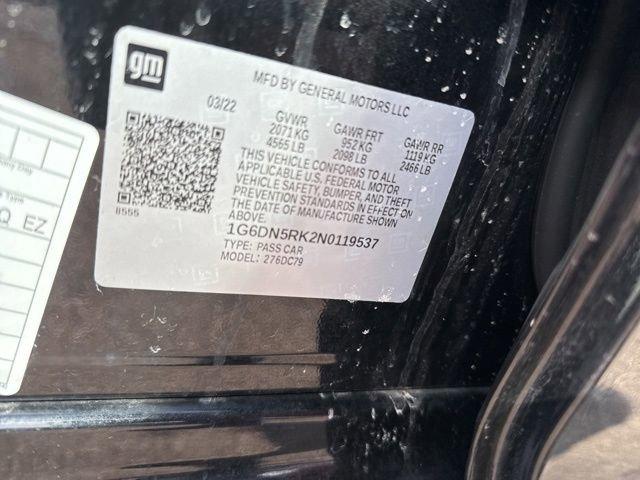 gm
MFD BY GENERAL MOTORS LLC
03/22
GVWR GAWR FRT GAWR RR
2071 KG 952 KG 1119 KG
4565 LB 2098 LB 2466 LB
THIS VEHICLE CONFORMS TO ALL
APPLICABLE U.S. FEDERAL MOTOR
VEHICLE SAFETY, BUMPER, AND THEFT
PREVENTION STANDARDS IN EFFECT ON
THE DATE OF MANUFACTURE SHOWN
ABOVE.
8555
1G6DN5RK2N0119537
TYPE: PASS CAR
MODEL: 276DC79
Q EZ